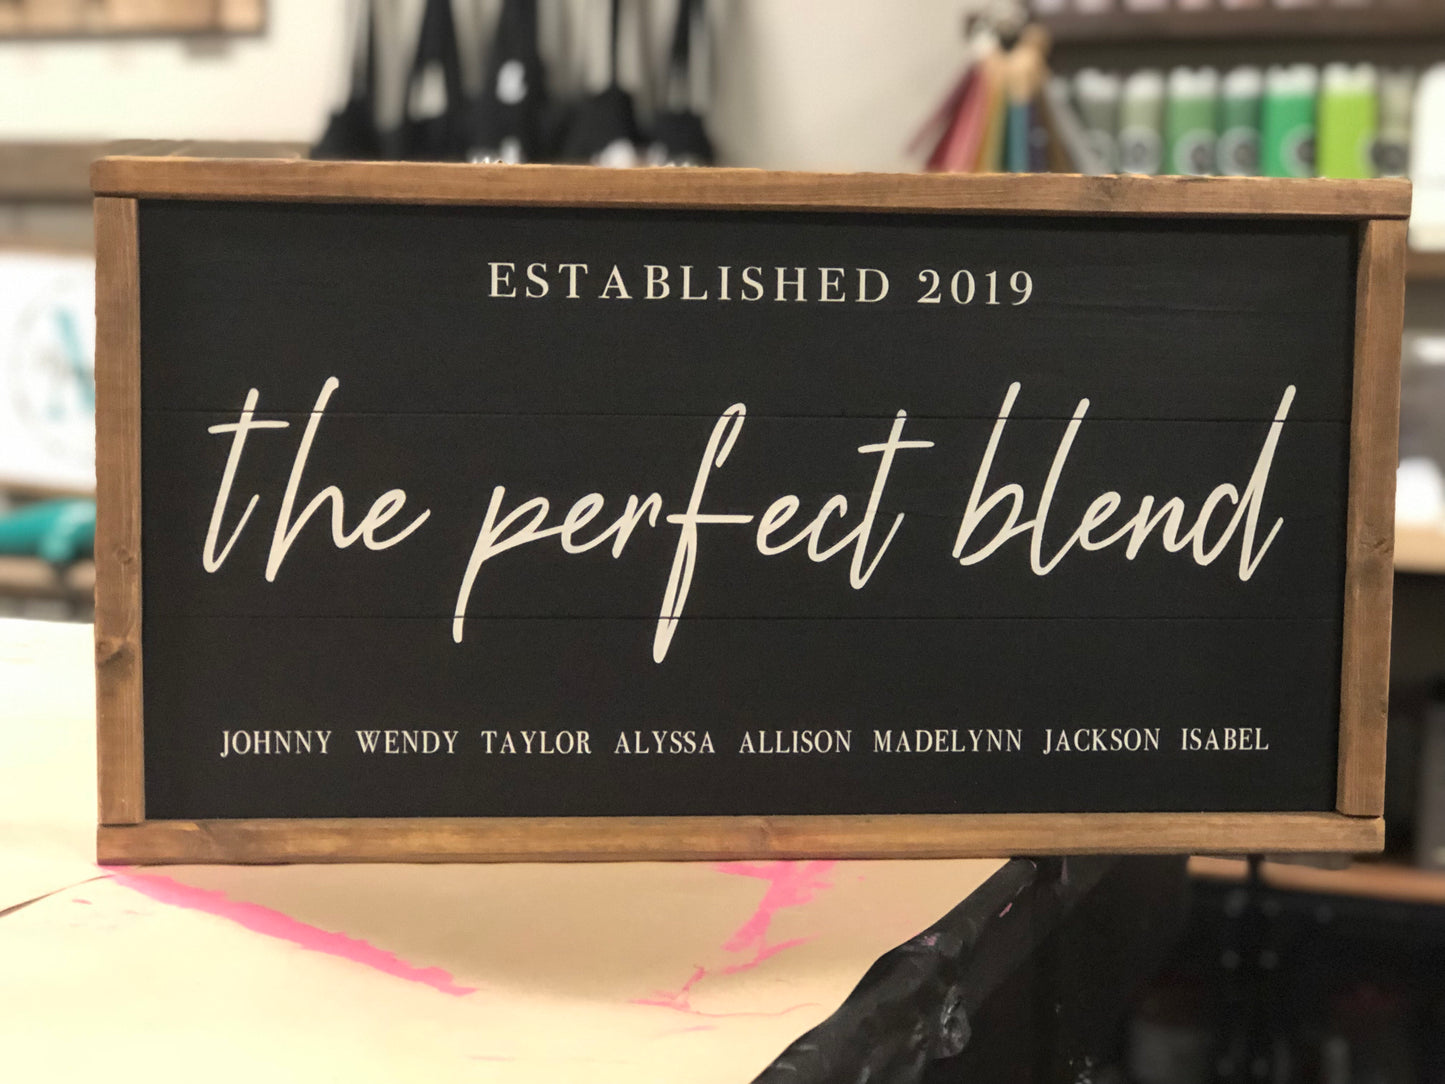 ESTABLISHED 2019
the perfect blend
JOHNNY WENDY TAYLOR ALYSSA ALLISON MADELYNN JACKSON ISABEL